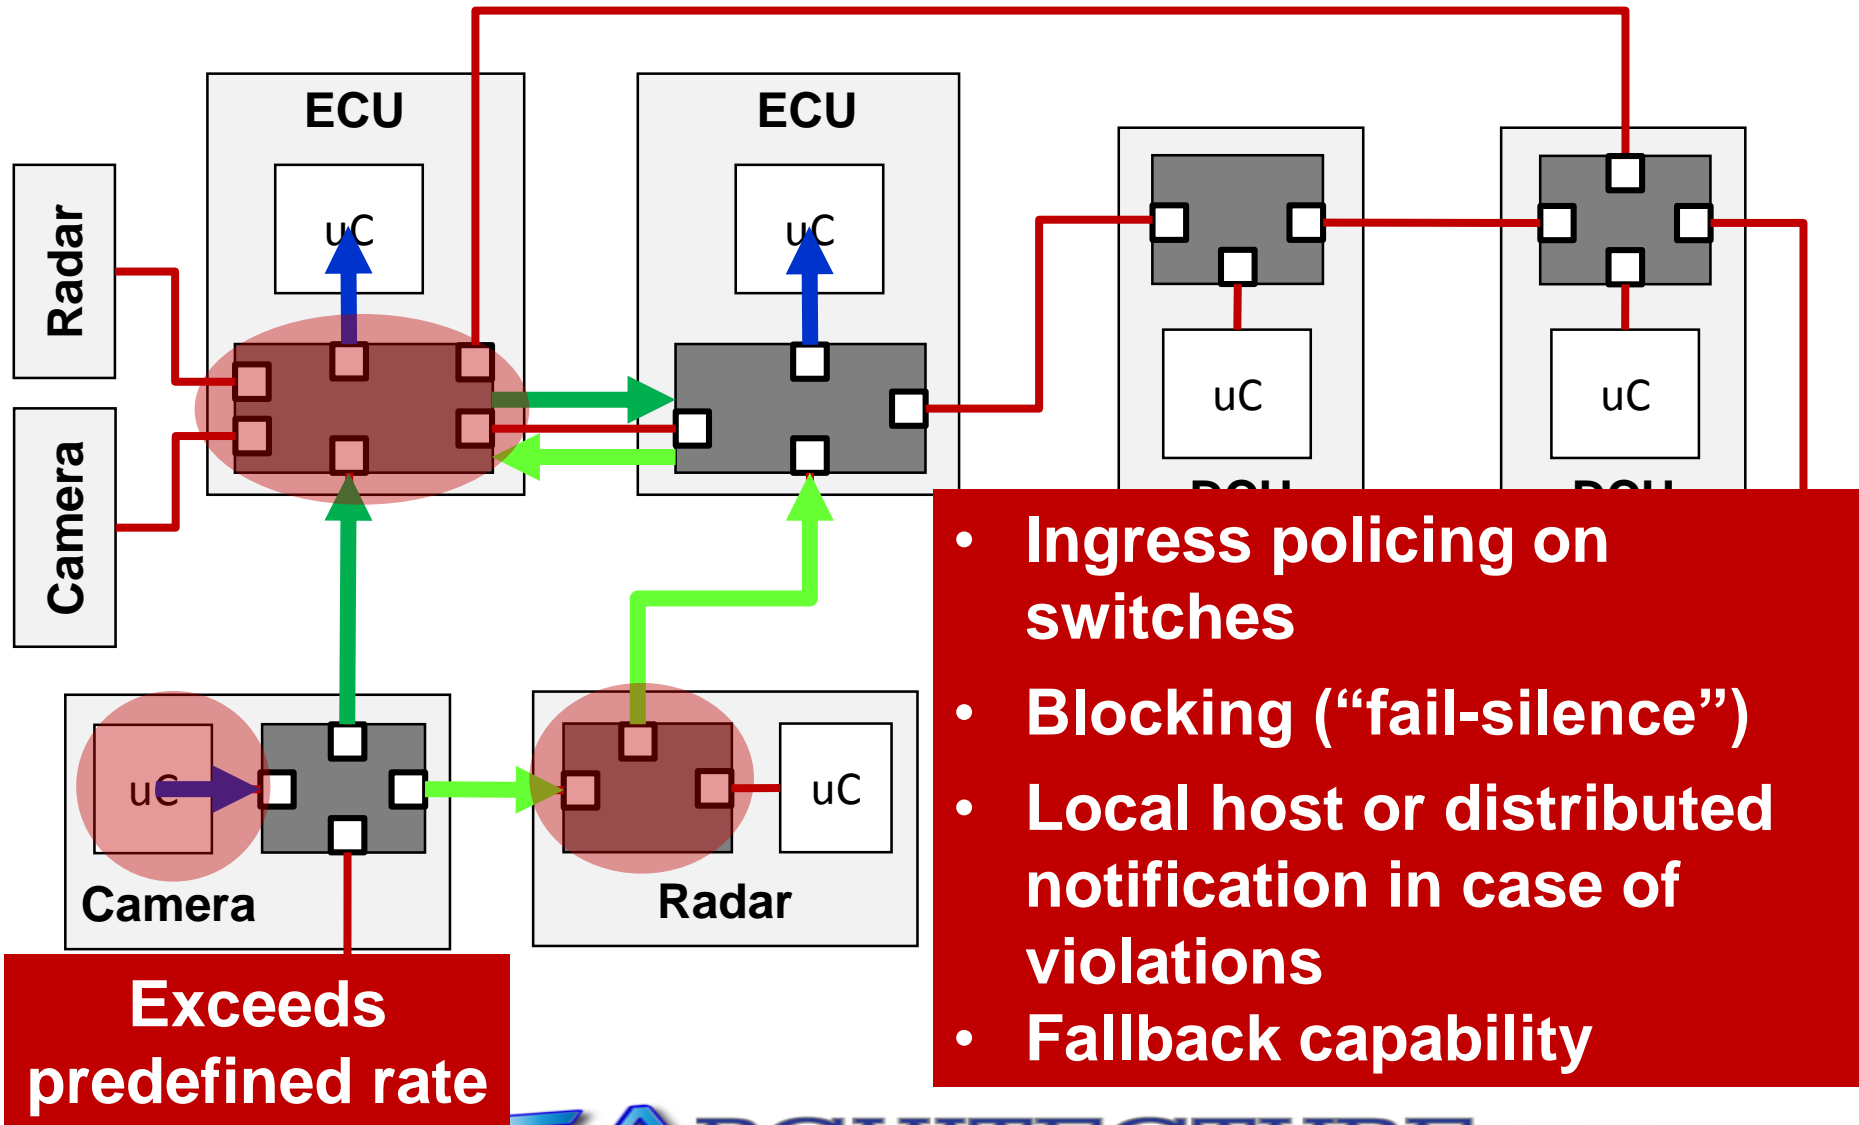 ECU
ECU
Radar
uC
uC
Camera
uC
uC
uC
uC
Camera
Radar
• Ingress policing on
switches
• Blocking (“fail-silence”)
• Local host or distributed
notification in case of
violations
• Fallback capability
Exceeds
predefined rate